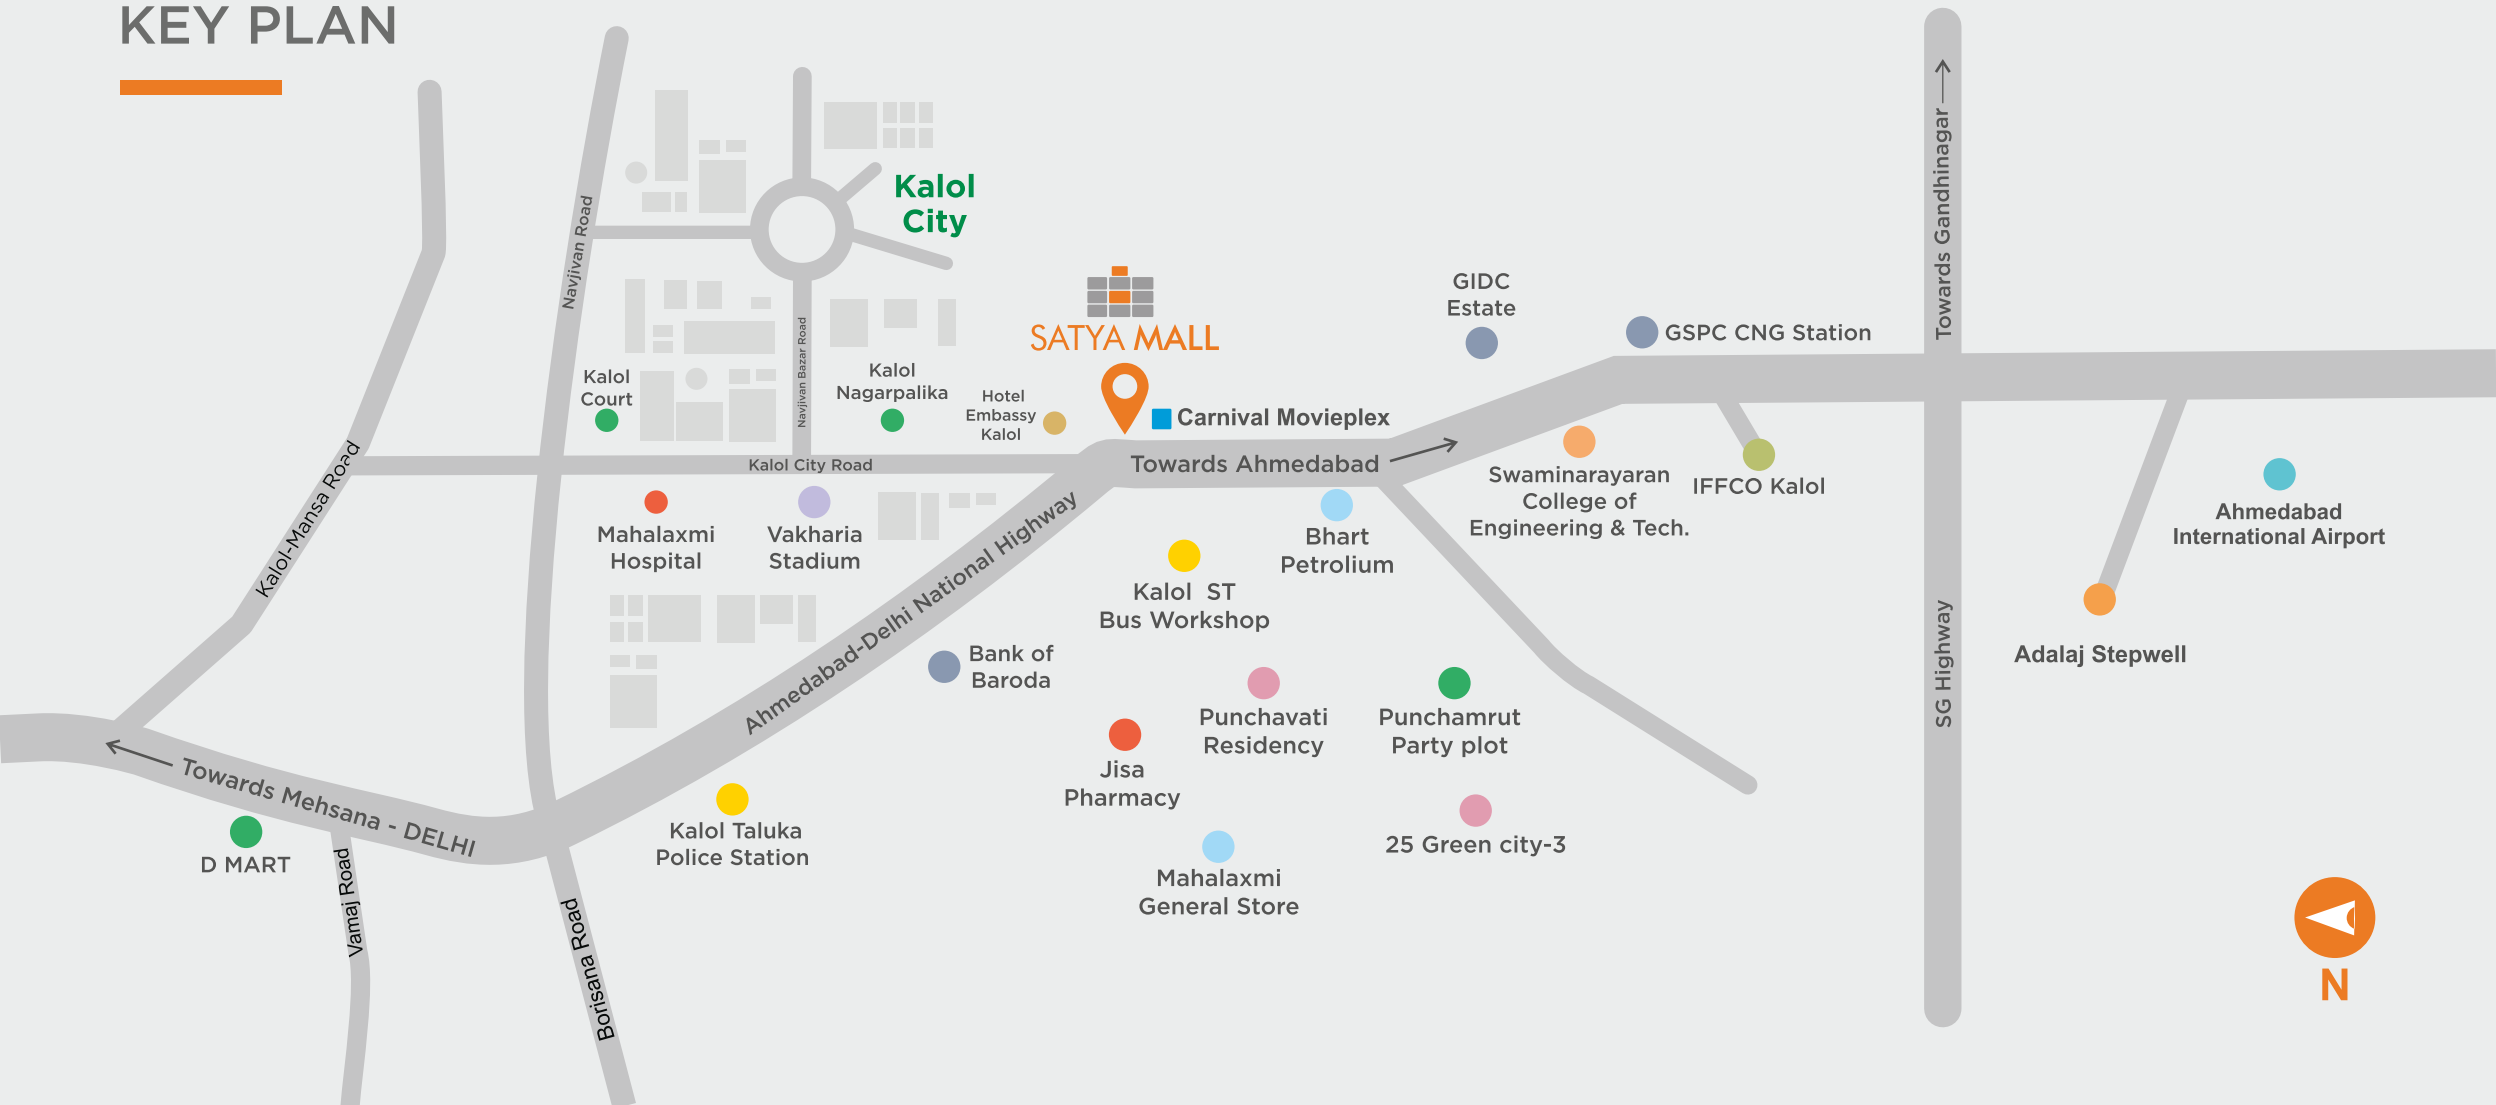 KEY PLAN
Kalol
City
Navjivan Road
Navjivan Bazar Road
Towards Gandhinagar
SATYA MALL
GIDC
Estate
GSPC CNG Station
Kalol
Court
Kalol
Nagarpalika
Hotel
Embassy
Kalol
Carnival Movieplex
Kalol City Road
Towards Ahmedabad
Kalol-Mansa Road
Mahalaxmi
Hospital
Vakharia
Stadium
Ahmedabad-Delhi National Highway
Bhart
Petrolium
Swaminarayaran
College of
Engineering & Tech.
IFFCO Kalol
Ahmedabad
International Airport
Kalol  ST
Bus Workshop
Bank of
Baroda
SG Highway
Adalaj Stepwell
Punchavati
Residency
Punchamrut
Party plot
Jisa
Pharmacy
Towards Mehsana - DELHI
D MART
Vamaj Road
Kalol Taluka
Police Station
25 Green city-3
Mahalaxmi
General Store
Borisana Road
N